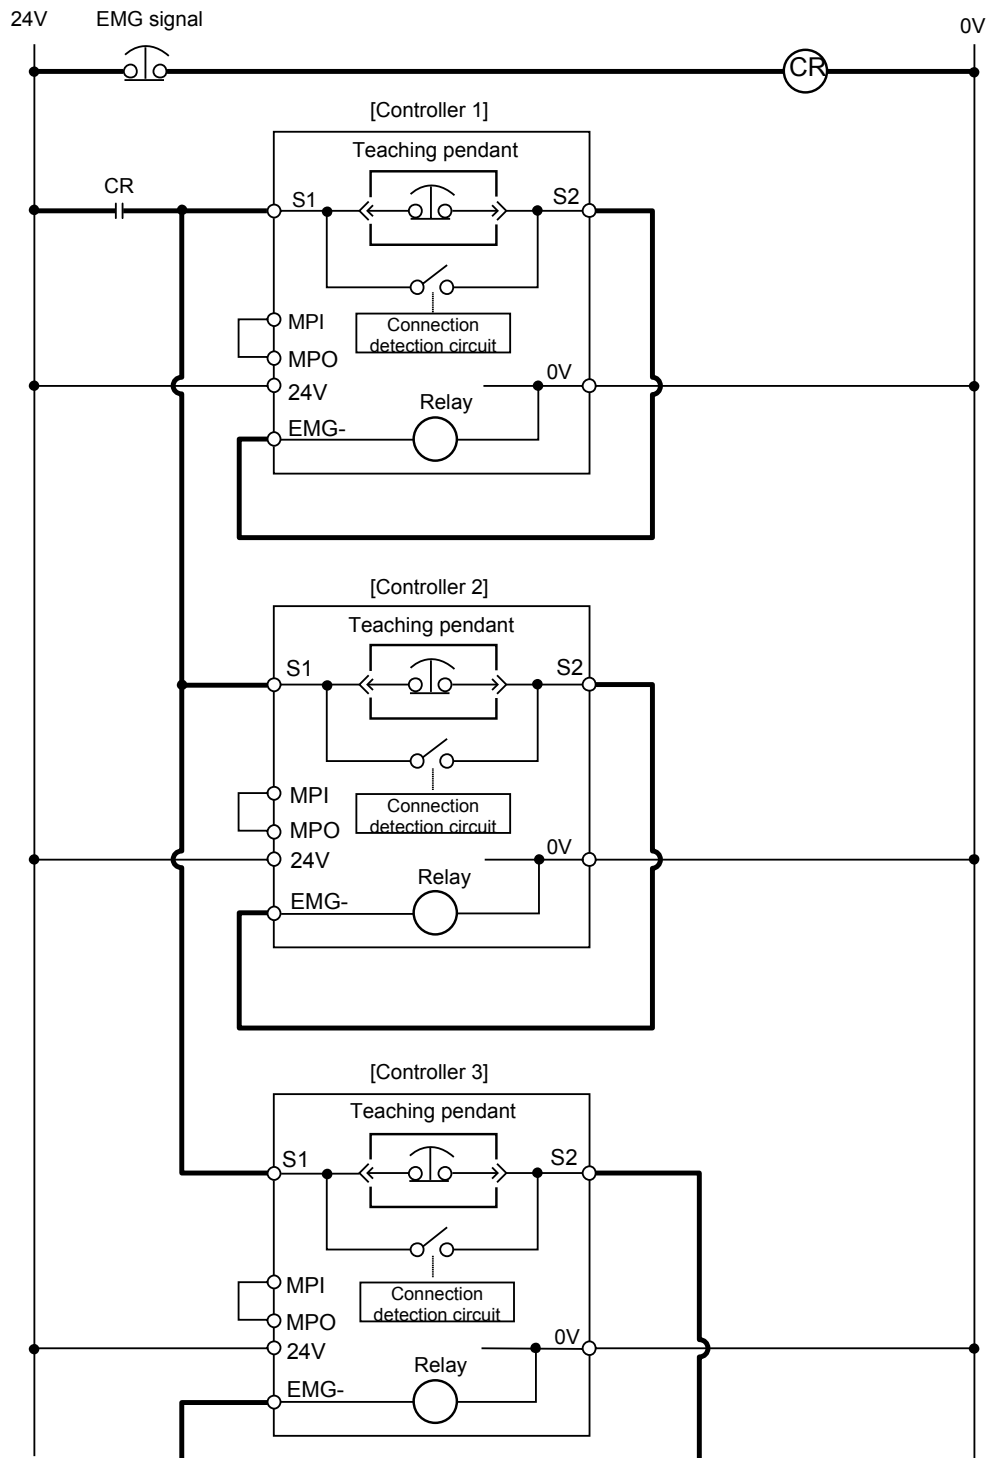 24V
EMG signal
0V
CR
[Controller 1]
Teaching pendant
CR
S1
S2
MPI
Connection
detection circuit
MPO
0V
24V
Relay
EMG-
[Controller 2]
Teaching pendant
S1
S2
MPI
Connection
detection circuit
MPO
0V
24V
Relay
EMG-
[Controller 3]
Teaching pendant
S1
S2
MPI
Connection
detection circuit
MPO
0V
24V
Relay
EMG-